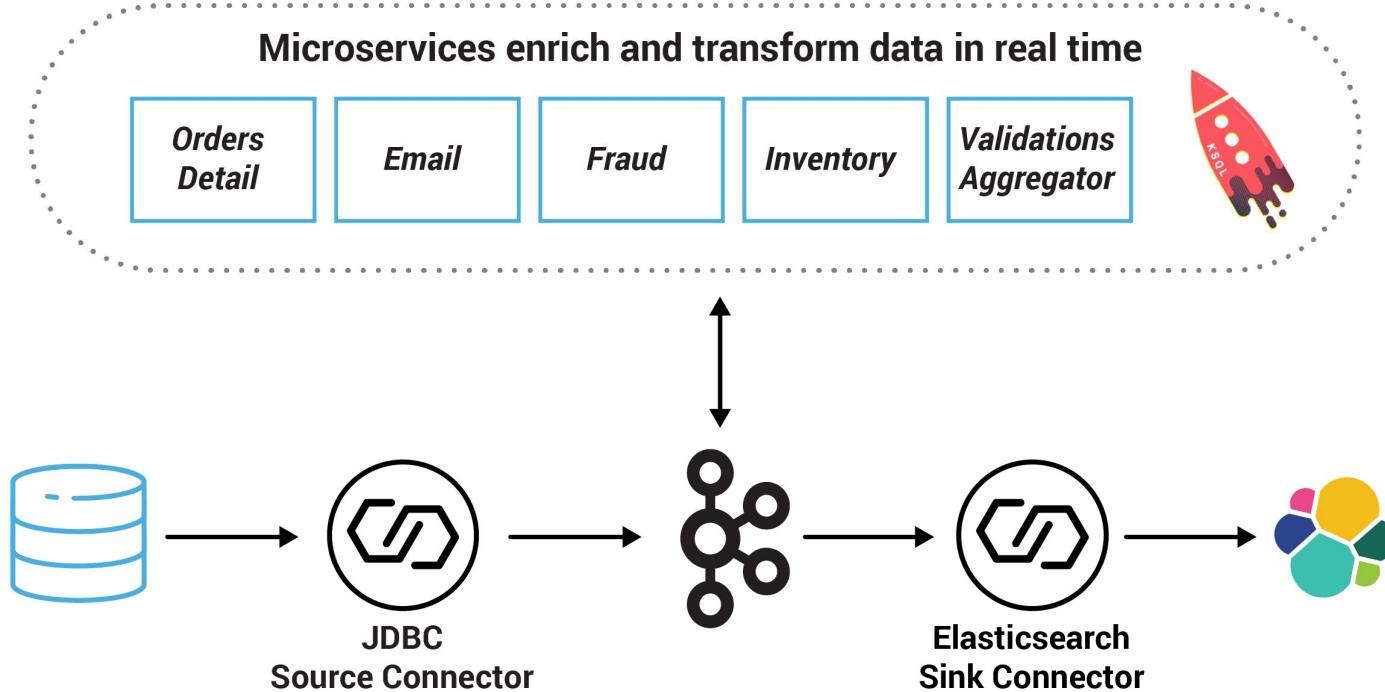 Microservices enrich and transform data in real time
Orders
Detail
Email
Fraud
Inventory
Validations
Aggregator
KSQL
JDBC
Source Connector
Elasticsearch
Sink Connector